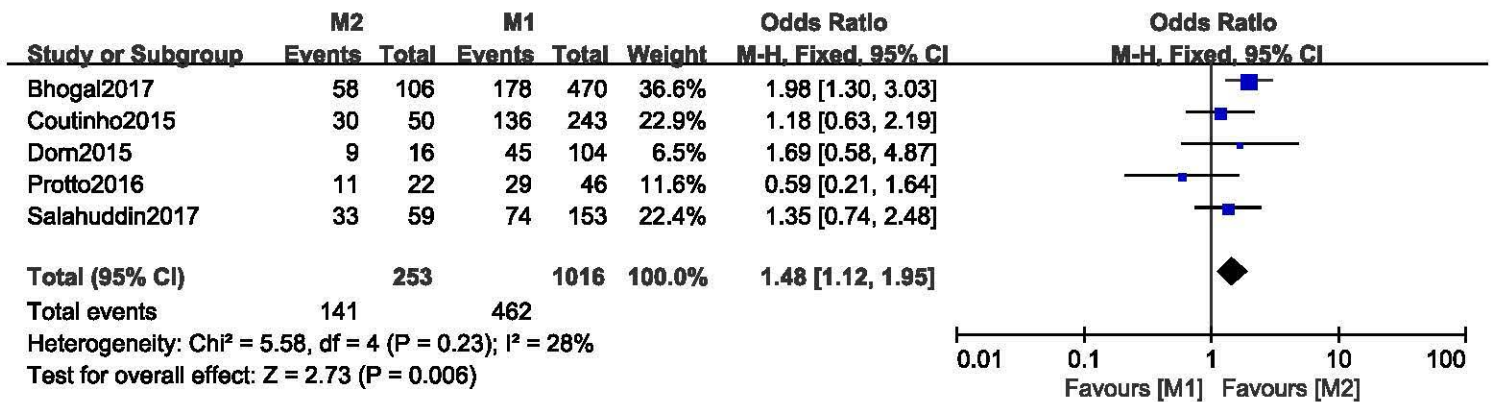 M2 M1 Odds Ratio Odds Ratio
Study or Subgroup Events Total Events Total Weight M-H, Fixed, 95% CI M-H, Fixed, 95% CI
Bhogal2017 58 106 178 470 36.6% 1.98 [1.30, 3.03]
Coutinho2015 30 50 136 243 22.9% 1.18 [0.63, 2.19]
Dorn2015 9 16 45 104 6.5% 1.69 [0.58, 4.87]
Protto2016 11 22 29 46 11.6% 0.59 [0.21, 1.64]
Salahuddin2017 33 59 74 153 22.4% 1.35 [0.74, 2.48]
Total (95% CI) 253 1016 100.0% 1.48 [1.12, 1.95]
Total events 141 462
Heterogeneity: Chi² = 5.58, df = 4 (P = 0.23); I² = 28%
Test for overall effect: Z = 2.73 (P = 0.006)
0.01 0.1 1 10 100
Favours [M1] Favours [M2]